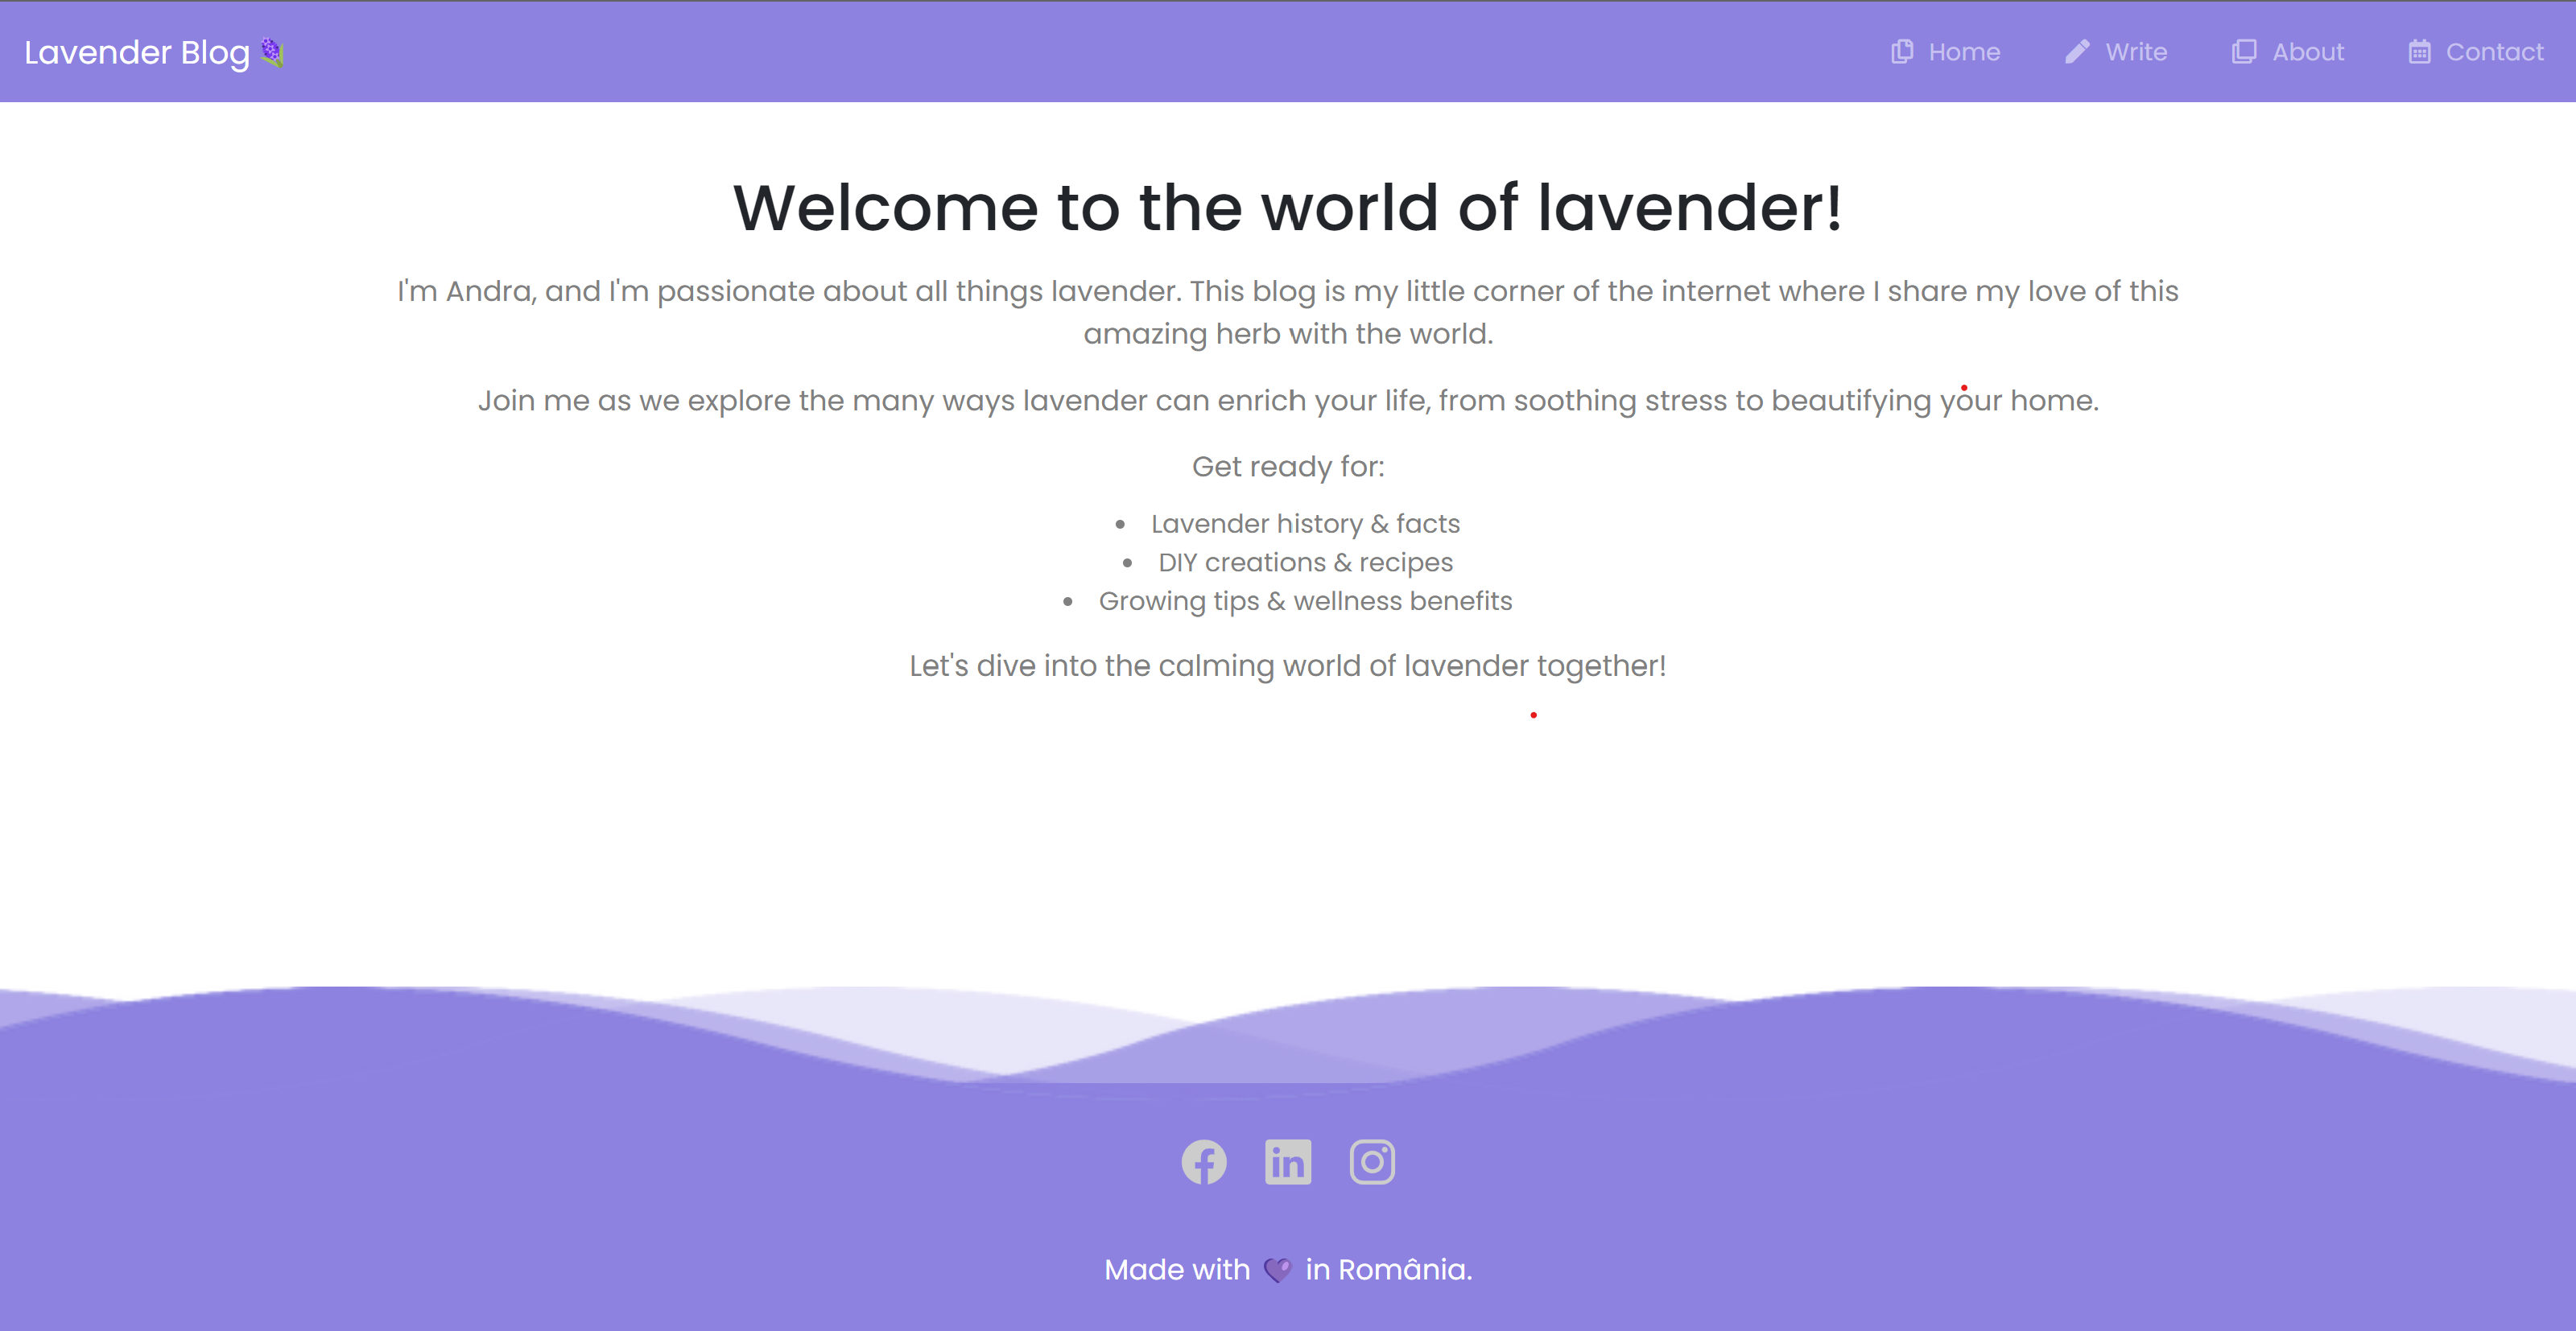 Lavender Blog
Home Write About Contact
Welcome to the world of lavender!
I'm Andra, and I'm passionate about all things lavender. This blog is my little corner of the internet where I share my love of this
amazing herb with the world.
Join me as we explore the many ways lavender can enrich your life, from soothing stress to beautifying your home.
Get ready for:
• Lavender history & facts
• DIY creations & recipes
• Growing tips & wellness benefits
Let's dive into the calming world of lavender together!
Made with 💜 in România.